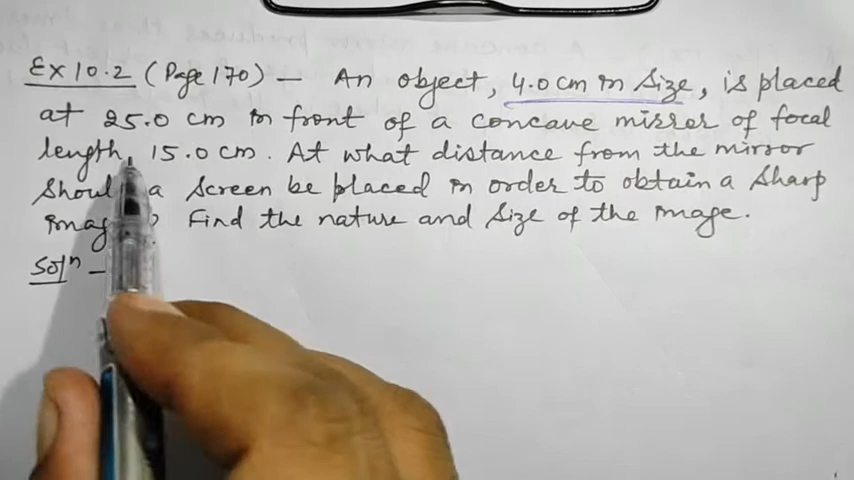 Ex 10.2 (Page 170) - An object, 4.0 cm in size, is placed
at 25.0 cm in front of a concave mirror of focal
length, 15.0 cm. At what distance from the mirror
a screen be placed in order to obtain a sharp
Find the nature and size of the image.
Solⁿ -